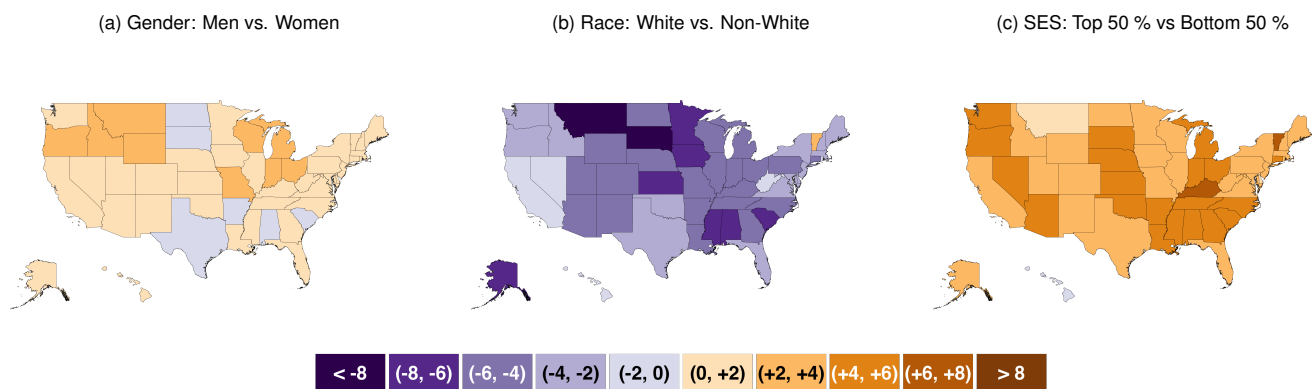 (a) Gender: Men vs. Women
(b) Race: White vs. Non-White
(c) SES: Top 50 % vs Bottom 50 %
< -8 (-8, -6) (-6, -4) (-4, -2) (-2, 0) (0, +2) (+2, +4) (+4, +6) (+6, +8) > 8